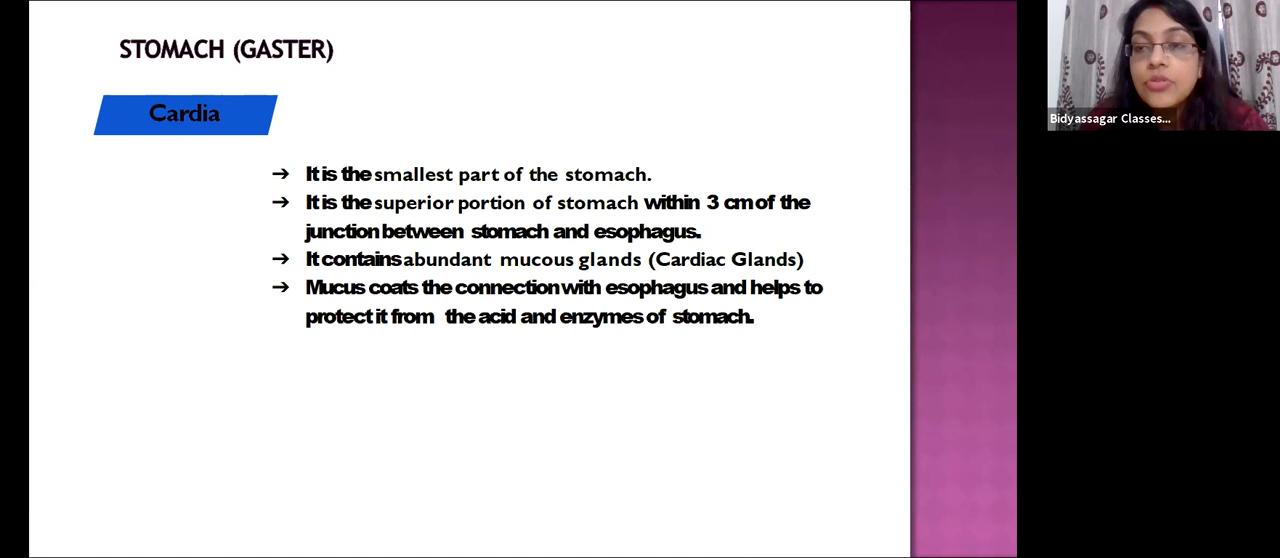 STOMACH (GASTER)
Cardia
➔ It is the smallest part of the stomach.
➔ It is the superior portion of stomach within 3 cm of the
junction between stomach and esophagus.
➔ It contains abundant mucous glands (Cardiac Glands)
➔ Mucus coats the connection with esophagus and helps to
protect it from the acid and enzymes of stomach.
Bidyassagar Classes...